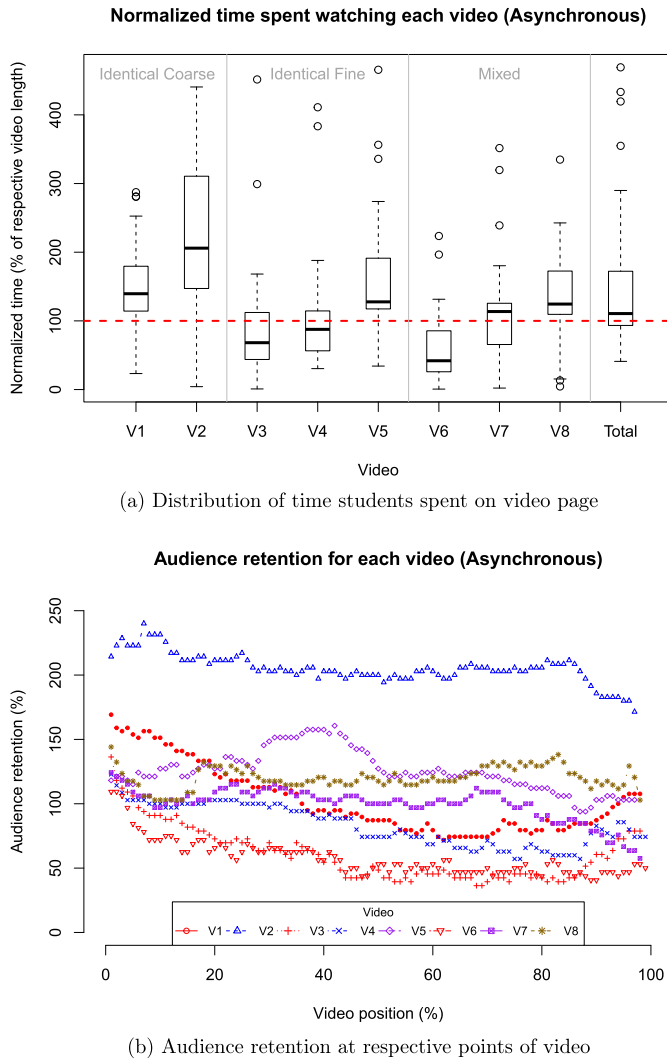 Normalized time spent watching each video (Asynchronous)
Normalized time (% of respective video length)
Identical Coarse
Identical Fine
Mixed
400
300
200
100
0
V1 V2 V3 V4 V5 V6 V7 V8 Total
Video
(a) Distribution of time students spent on video page
Audience retention for each video (Asynchronous)
Audience retention (%)
250
200
150
100
50
0
Video
V1 V2 V3 V4 V5 V6 V7 V8
0 20 40 60 80 100
Video position (%)
(b) Audience retention at respective points of video